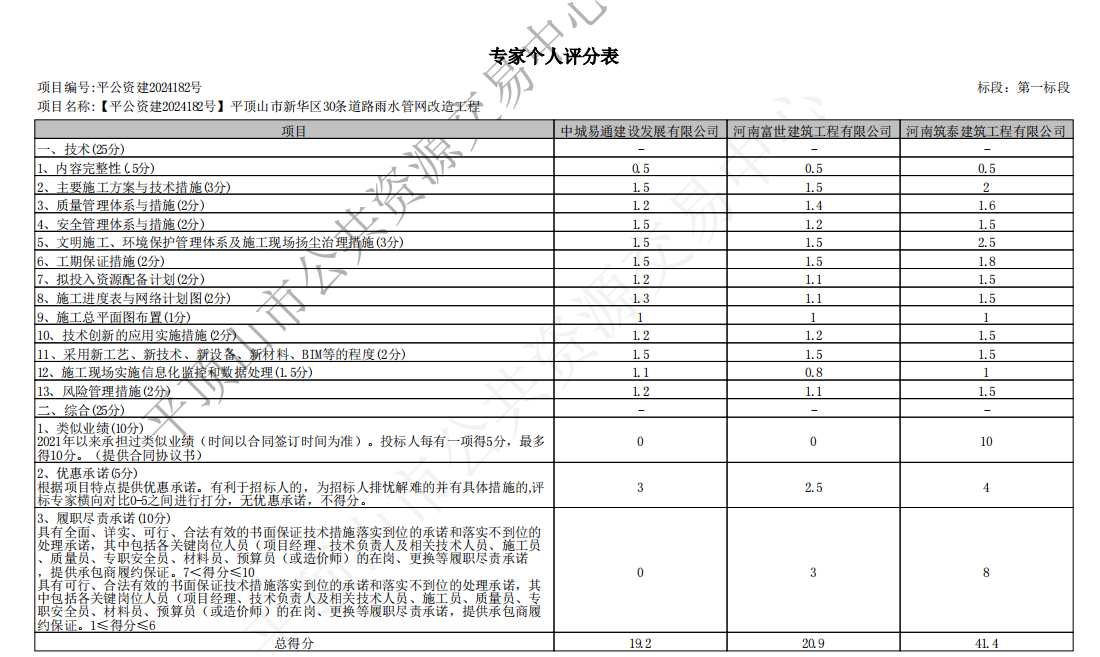 专家个人评分表
项目编号:平公资建2024182号 标段: 第一标段
项目名称:【平公资建2024182号】平顶山市新华区30条道路雨水管网改造工程
项目 中城易通建设发展有限公司 河南富世建筑工程有限公司 河南筑泰建筑工程有限公司
一、技术(25分) — — —
1、内容完整性(.5分) 0.5 0.5 0.5
2、主要施工方案与技术措施(3分) 1.5 1.5 2
3、质量管理体系与措施(2分) 1.2 1.4 1.6
4、安全管理体系与措施(2分) 1.5 1.2 1.5
5、文明施工、环境保护管理体系及施工现场扬尘治理措施(3分) 1.5 1.5 2.5
6、工期保证措施(2分) 1.5 1.5 1.8
7、拟投入资源配备计划(2分) 1.2 1.1 1.5
8、施工进度表与网络计划图(2分) 1.3 1.1 1.5
9、施工总平面图布置(1分) 1 1 1
10、技术创新的应用实施措施(2分) 1.2 1.2 1.5
11、采用新工艺、新技术、新设备、新材料、BIM等的程度(2分) 1.5 1.5 1.5
12、施工现场实施信息化监控和数据处理(1.5分) 1.1 0.8 1
13、风险管理措施(2分) 1.2 1.1 1.5
二、综合(25分) — — —
1、类似业绩(10分)
2021年以来承担过类似业绩（时间以合同签订时间为准）。投标人每有一项得5分，最多
得10分。（提供合同协议书） 0 0 10
2、优惠承诺(5分)
根据项目特点提供优惠承诺。有利于招标人的，为招标人排忧解难的并有具体措施的,评
标专家横向对比0-5之间进行打分，无优惠承诺，不得分。 3 2.5 4
3、履职尽责承诺(10分)
具有全面、详实、可行、合法有效的书面保证技术措施落实到位的承诺和落实不到位的
处理承诺，其中包括各关键岗位人员（项目经理、技术负责人及相关技术人员、施工员
、质量员、专职安全员、材料员、预算员（或造价师）的在岗、更换等履职尽责承诺
，提供承包商履约保证。7＜得分≤10 0 3 8
具有可行、合法有效的书面保证技术措施落实到位的承诺和落实不到位的处理承诺，其
中包括各关键岗位人员（项目经理、技术负责人及相关技术人员、施工员、质量员、专
职安全员、材料员、预算员（或造价师）的在岗、更换等履职尽责承诺，提供承包商履
约保证。1≤得分≤6
总得分 19.2 20.9 41.4
平顶山市公共资源交易中心
平顶山市公共资源交易中心